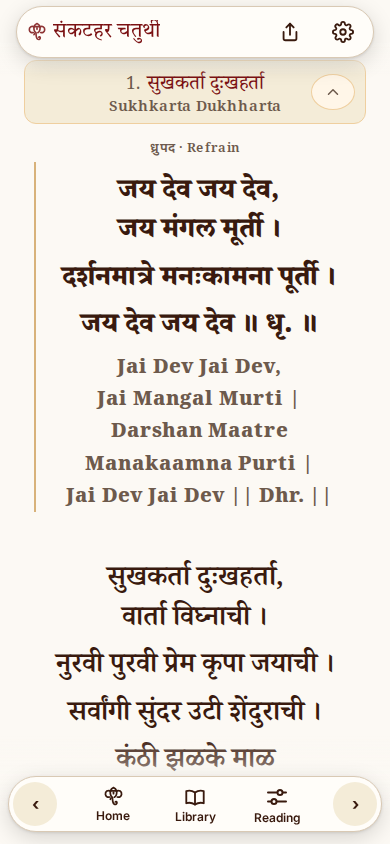 संकटहर चतुर्थी
1. सुखकर्ता दुःखहर्ता
Sukhkarta Dukhharta
ध्रुपद · Refrain
जय देव जय देव,
जय मंगल मूर्ती ।
दर्शनमात्रे मनःकामना पूर्ती ।
जय देव जय देव ॥ धृ. ॥
Jai Dev Jai Dev,
Jai Mangal Murti |
Darshan Maatre
Manakaamna Purti |
Jai Dev Jai Dev || Dhr. ||
सुखकर्ता दुःखहर्ता,
वार्ता विघ्नाची ।
नुरवी पुरवी प्रेम कृपा जयाची ।
सर्वांगी सुंदर उटी शेंदुराची ।
कंठी झळके माळ
‹
Home
Library
Reading
›